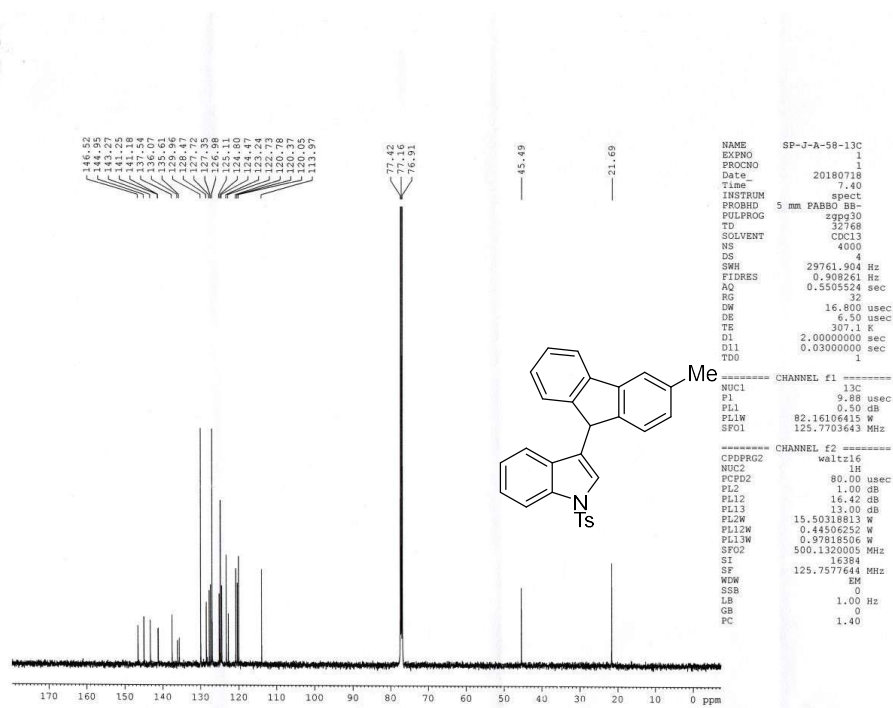 146.52
144.95
143.27
141.25
141.18
137.54
136.07
135.61
129.96
128.47
127.72
127.35
126.98
125.11
124.80
124.47
123.24
122.73
120.78
120.37
120.05
113.97
77.42
77.16
76.91
45.49
21.69
NAME SP-J-A-58-13C
EXPNO 1
PROCNO 1
Date_ 20180718
Time 7.40
INSTRUM spect
PROBHD 5 mm PABBO BB-
PULPROG zgpg30
TD 32768
SOLVENT CDCl3
NS 4000
DS 4
SWH 29761.904 Hz
FIDRES 0.908261 Hz
AQ 0.5505524 sec
RG 32
DW 16.800 usec
DE 6.50 usec
TE 307.1 K
D1 2.00000000 sec
D11 0.03000000 sec
TD0 1
======== CHANNEL f1 ========
NUC1 13C
P1 9.88 usec
PL1 0.50 dB
PL1W 82.16106415 W
SFO1 125.7703643 MHz
======== CHANNEL f2 ========
CPDPRG2 waltz16
NUC2 1H
PCPD2 80.00 usec
PL2 1.00 dB
PL12 16.42 dB
PL13 13.00 dB
PL2W 15.50318813 W
PL12W 0.44506252 W
PL13W 0.97818506 W
SFO2 500.1320005 MHz
SI 16384
SF 125.7577644 MHz
WDW EM
SSB 0
LB 1.00 Hz
GB 0
PC 1.40
Me
N
Ts
170 160 150 140 130 120 110 100 90 80 70 60 50 40 30 20 10 0 ppm